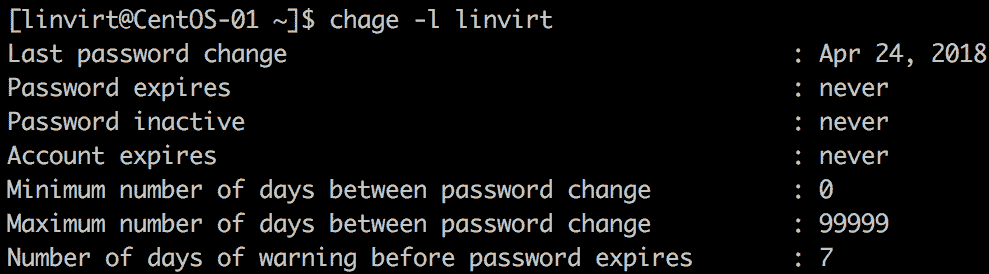 [linvirt@CentOS-01 ~]$ chage -l linvirt
Last password change : Apr 24, 2018
Password expires : never
Password inactive : never
Account expires : never
Minimum number of days between password change : 0
Maximum number of days between password change : 99999
Number of days of warning before password expires : 7